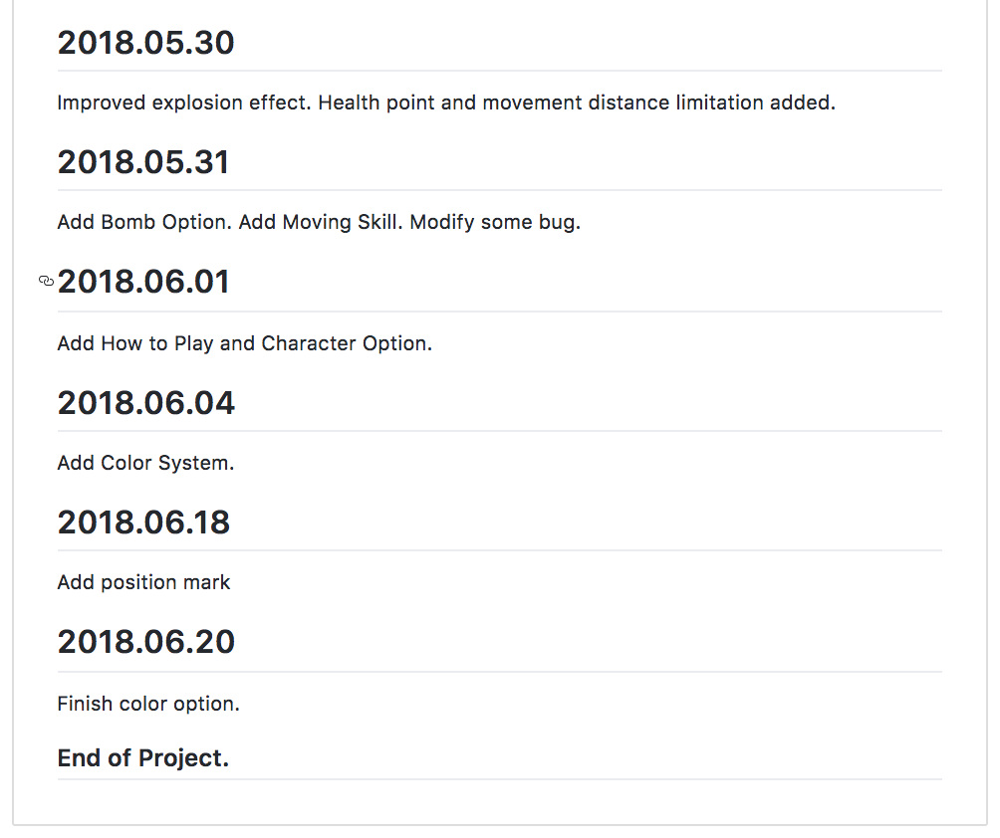 2018.05.30
Improved explosion effect. Health point and movement distance limitation added.
2018.05.31
Add Bomb Option. Add Moving Skill. Modify some bug.
2018.06.01
Add How to Play and Character Option.
2018.06.04
Add Color System.
2018.06.18
Add position mark
2018.06.20
Finish color option.
End of Project.